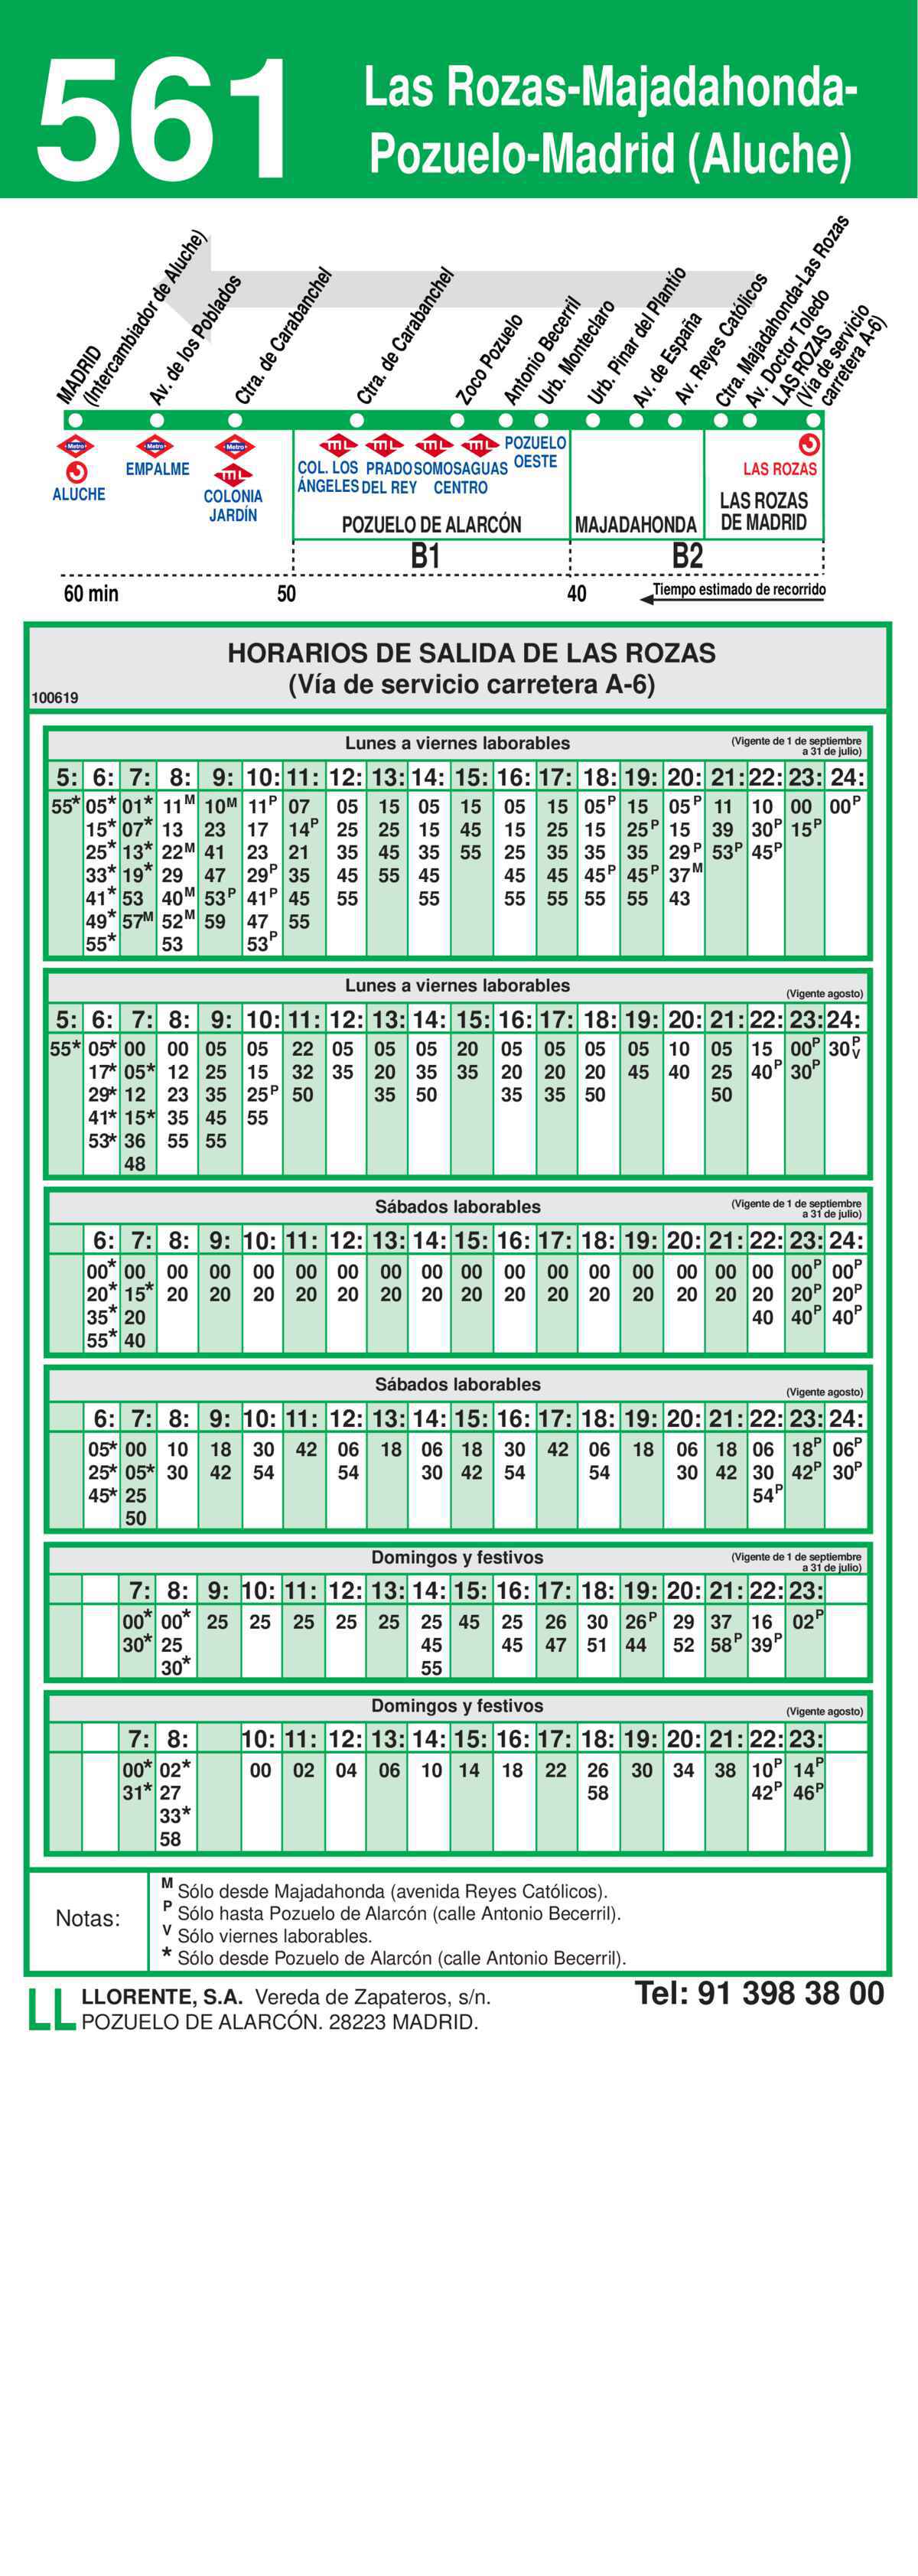 561
Las Rozas-Majadahonda-
Pozuelo-Madrid (Aluche)
MADRID
(Intercambiador de Aluche)
Av. de los Poblados
Ctra. de Carabanchel
Ctra. de Carabanchel
Zoco Pozuelo
Antonio Becerril
Urb. Monteclaro
Urb. Pinar del Plantío
Av. de España
Av. Reyes Católicos
Ctra. Majadahonda-Las Rozas
Av. Doctor Toledo
LAS ROZAS
(Vía de servicio
carretera A-6)
Metro Metro Metro ML ML ML ML ML
ALUCHE
EMPALME
COLONIA
JARDÍN
COL. LOS
ÁNGELES
PRADO
DEL REY
SOMOSAGUAS
CENTRO
POZUELO
OESTE
LAS ROZAS
POZUELO DE ALARCÓN
MAJADAHONDA
LAS ROZAS
DE MADRID
B1 B2
60 min 50 40 Tiempo estimado de recorrido
HORARIOS DE SALIDA DE LAS ROZAS
(Vía de servicio carretera A-6)
100619
Lunes a viernes laborables (Vigente de 1 de septiembre
a 31 de julio)
5: 6: 7: 8: 9: 10: 11: 12: 13: 14: 15: 16: 17: 18: 19: 20: 21: 22: 23: 24:
55* 05* 01* 11M 10M 11P 07 05 15 05 15 05 15 05P 15 05P 11 10 00 00P
15* 07* 13 23 17 14P 25 25 15 45 15 25 15 25P 15 39 30P 15P
25* 13* 22M 41 23 21 35 45 35 55 25 35 35 35 29P 53P 45P
33* 19* 29 47 29P 35 45 55 45 45 45 45P 45P 37M
41* 53 40M 53P 41P 45 55 55 55 55 55 55 43
49* 57M 52M 59 47 55
55* 53 53P
Lunes a viernes laborables (Vigente agosto)
5: 6: 7: 8: 9: 10: 11: 12: 13: 14: 15: 16: 17: 18: 19: 20: 21: 22: 23: 24:
55* 05* 00 00 05 05 22 05 05 05 20 05 05 05 05 10 05 15 00P 30PV
17* 05* 12 25 15 32 35 20 35 35 20 20 20 45 40 25 40P 30P
29* 12 23 35 25P 50 35 50 35 35 50 50
41* 15* 35 45 55
53* 36 55 55
48
Sábados laborables (Vigente de 1 de septiembre
a 31 de julio)
6: 7: 8: 9: 10: 11: 12: 13: 14: 15: 16: 17: 18: 19: 20: 21: 22: 23: 24:
00* 00 00 00 00 00 00 00 00 00 00 00 00 00 00 00 00 00P 00P
20* 15* 20 20 20 20 20 20 20 20 20 20 20 20 20 20 20 20P 20P
35* 20 40 40P 40P
55* 40
Sábados laborables (Vigente agosto)
6: 7: 8: 9: 10: 11: 12: 13: 14: 15: 16: 17: 18: 19: 20: 21: 22: 23: 24:
05* 00 10 18 30 42 06 18 06 18 30 42 06 18 06 18 06 18P 06P
25* 05* 30 42 54 54 30 42 54 54 30 42 30 42P 30P
45* 25 54P
50
Domingos y festivos (Vigente de 1 de septiembre
a 31 de julio)
7: 8: 9: 10: 11: 12: 13: 14: 15: 16: 17: 18: 19: 20: 21: 22: 23:
00* 00* 25 25 25 25 25 25 45 25 26 30 26P 29 37 16 02P
30* 25 45 45 47 51 44 52 58P 39P
30* 55
Domingos y festivos (Vigente agosto)
7: 8: 10: 11: 12: 13: 14: 15: 16: 17: 18: 19: 20: 21: 22: 23:
00* 02* 00 02 04 06 10 14 18 22 26 30 34 38 10P 14P
31* 27 58 42P 46P
33*
58
Notas:
M Sólo desde Majadahonda (avenida Reyes Católicos).
P Sólo hasta Pozuelo de Alarcón (calle Antonio Becerril).
V Sólo viernes laborables.
* Sólo desde Pozuelo de Alarcón (calle Antonio Becerril).
LL LLORENTE, S.A. Vereda de Zapateros, s/n.
POZUELO DE ALARCÓN. 28223 MADRID.
Tel: 91 398 38 00